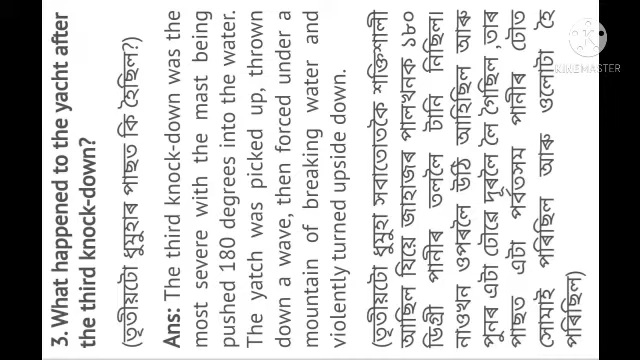 3. What happened to the yacht after
the third knock-down?
(তৃতীয়টো ধুমুহাৰ পাছত কি হৈছিল?)
Ans: The third knock-down was the
most severe with the mast being
pushed 180 degrees into the water.
The yatch was picked up, thrown
down a wave, then forced under a
mountain of breaking water and
violently turned upside down.
(তৃতীয়টো ধুমুহা সবাতোতকৈ শক্তিশালী
আছিল যিয়ে জাহাজৰ পালখনক ১৮০
ডিগ্ৰী পানীৰ তললৈ টানি নিছিল।
নাওখন ওপৰলৈ উঠি আহিছিল আৰু
পুনৰ এটা ঢৌৱে দূৰলৈ লৈ গৈছিল, তাৰ
পাছত এটা পৰ্বতসম পানীৰ ঢৌত
সোমাই পৰিছিল আৰু ওলোটা হৈ
পৰিছিল)
KINEMASTER